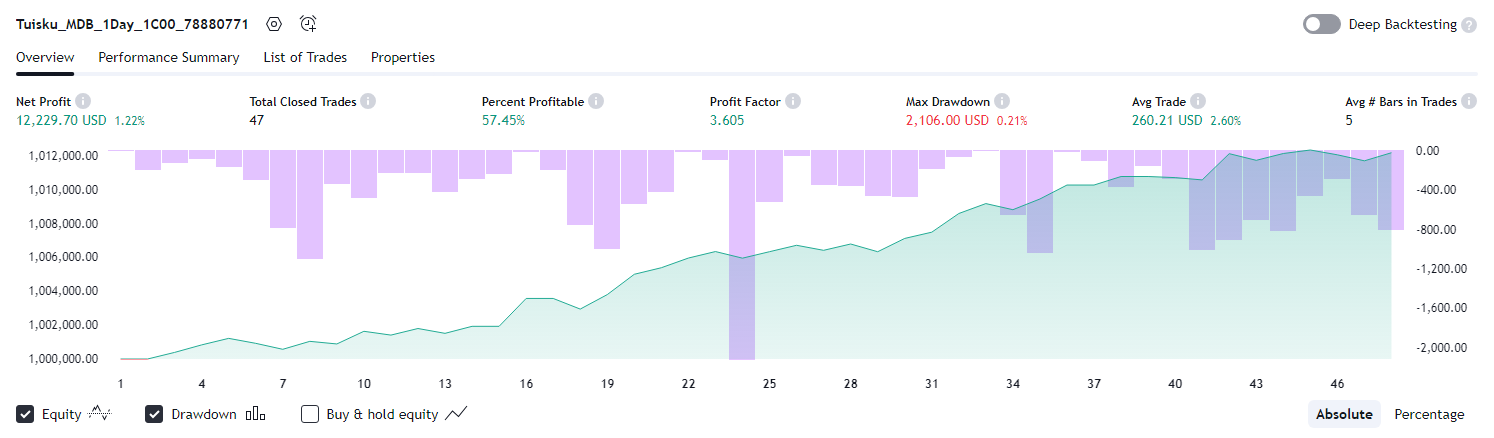 Tuisku_MDB_1Day_1C00_78880771 Deep Backtesting ?
Overview Performance Summary List of Trades Properties
Net Profit i Total Closed Trades i Percent Profitable i Profit Factor i Max Drawdown i Avg Trade i Avg # Bars in Trades i
12,229.70 USD 1.22% 47 57.45% 3.605 2,106.00 USD 0.21% 260.21 USD 2.60% 5
1,012,000.00 0.00
1,010,000.00 -400.00
1,008,000.00 -800.00
1,006,000.00 -1,200.00
1,004,000.00 -1,600.00
1,002,000.00 -2,000.00
1,000,000.00
1 4 7 10 13 16 19 22 25 28 31 34 37 40 43 46
Equity Drawdown Buy & hold equity Absolute Percentage